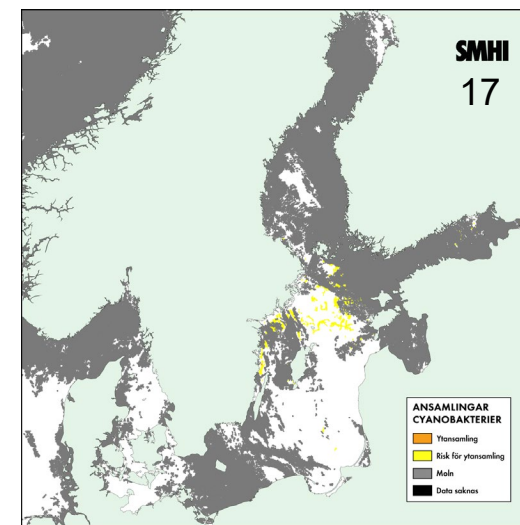 SMHI
17
ANSAMLINGAR
CYANOBAKTERIER
Ytansamling
Risk för ytansamling
Moln
Data saknas